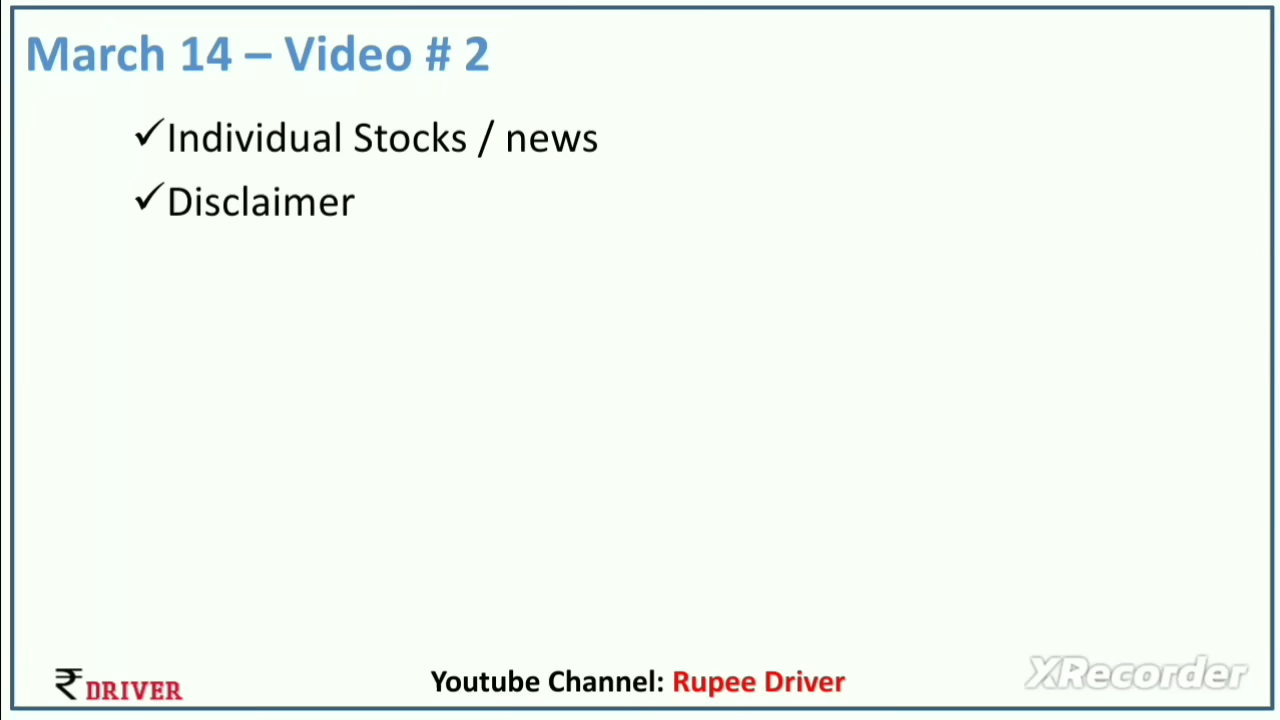 March 14 – Video # 2
✓Individual Stocks / news
✓Disclaimer
₹ DRIVER
Youtube Channel: Rupee Driver
XRecorder